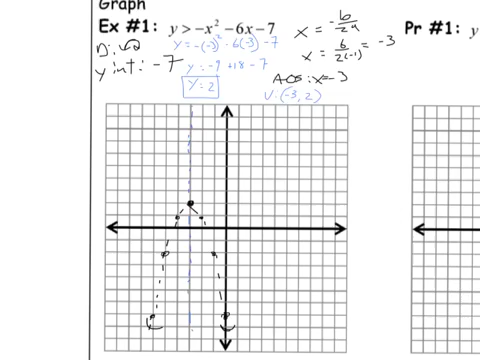 Graph
Ex #1: y > −x² − 6x − 7
y int: −7
y = −(−3)² − 6(−3) − 7
y = −9 + 18 − 7
y = 2
x = −b/2a
x = 6/2(−1) = −3
AOS: x = −3
V: (−3, 2)
Pr #1: y